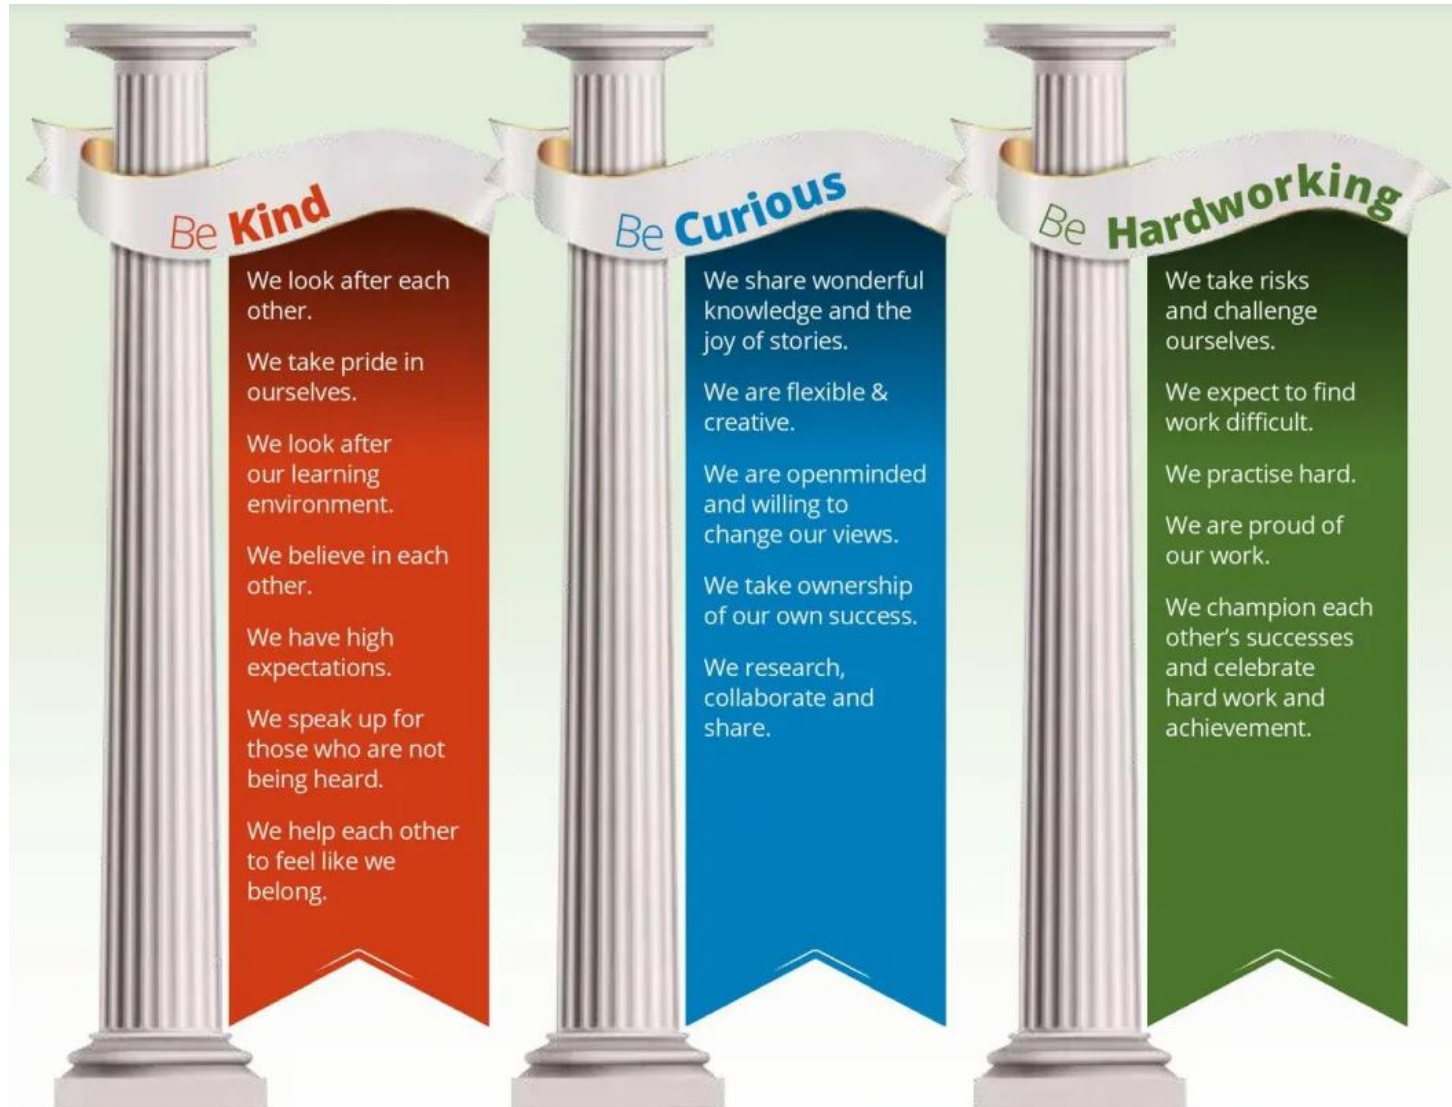 Be Kind
We look after each
other.
We take pride in
ourselves.
We look after
our learning
environment.
We believe in each
other.
We have high
expectations.
We speak up for
those who are not
being heard.
We help each other
to feel like we
belong.
Be Curious
We share wonderful
knowledge and the
joy of stories.
We are flexible &
creative.
We are openminded
and willing to
change our views.
We take ownership
of our own success.
We research,
collaborate and
share.
Be Hardworking
We take risks
and challenge
ourselves.
We expect to find
work difficult.
We practise hard.
We are proud of
our work.
We champion each
other’s successes
and celebrate
hard work and
achievement.